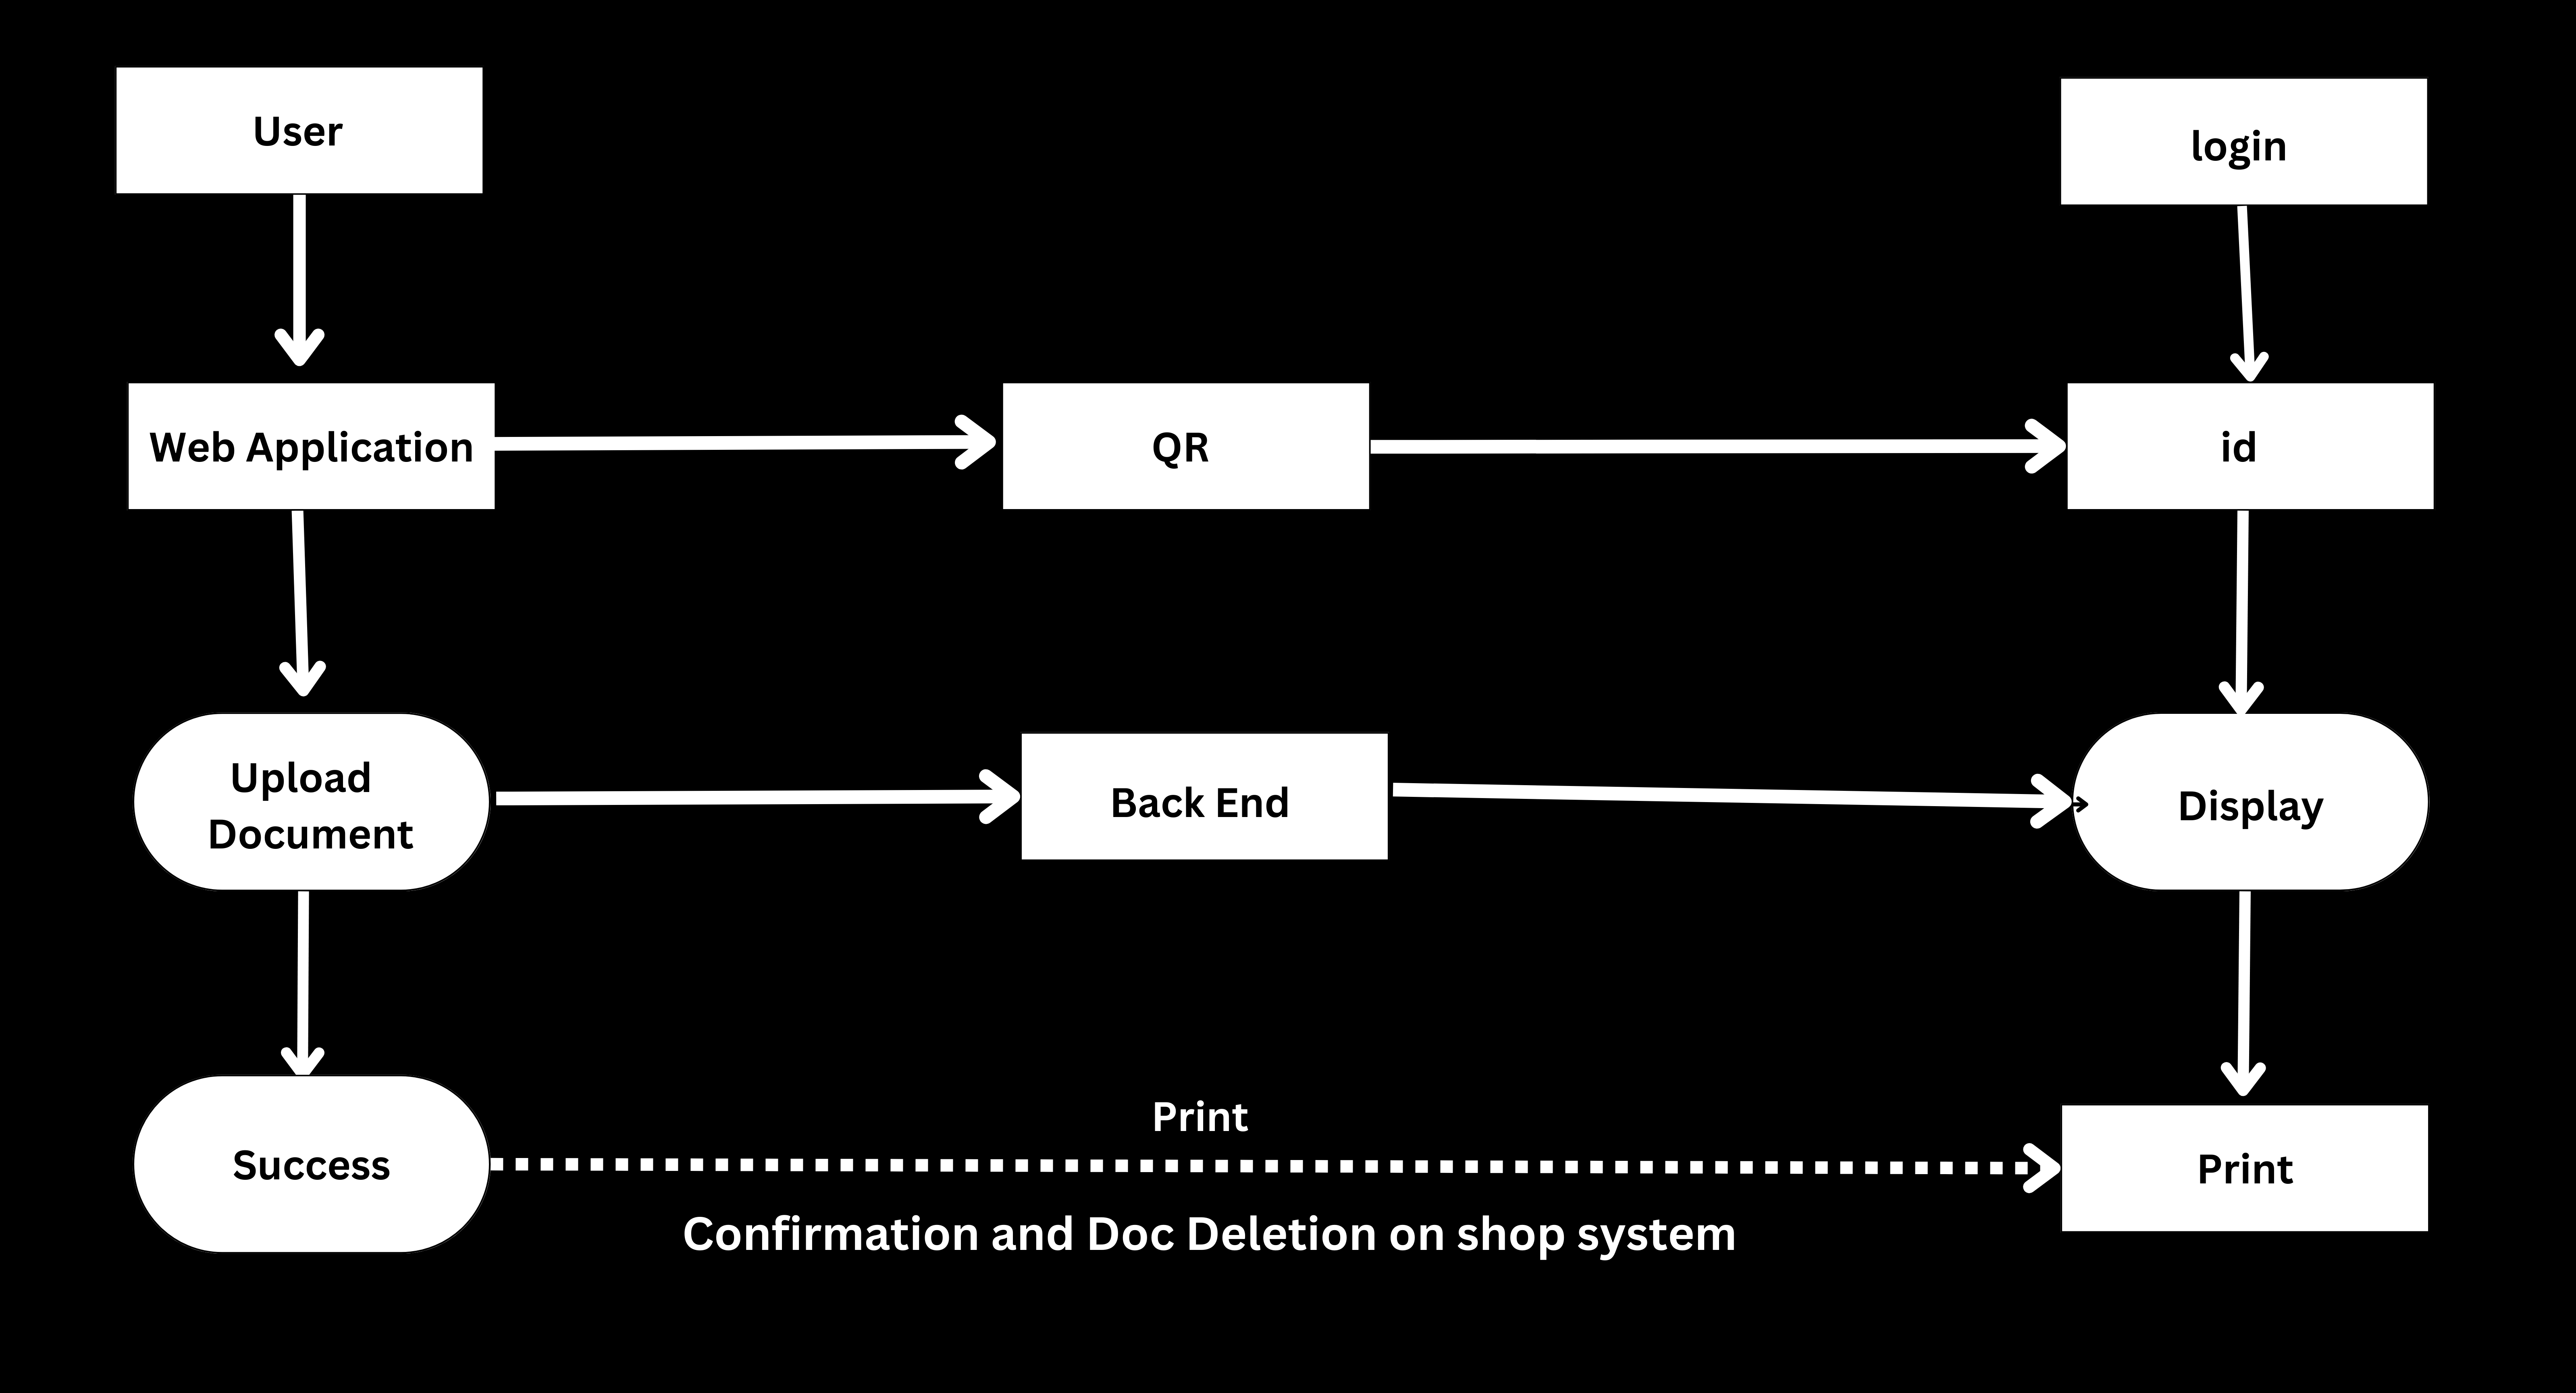 User
login
Web Application
QR
id
Upload
Document
Back End
Display
Print
Success
Print
Confirmation and Doc Deletion on shop system